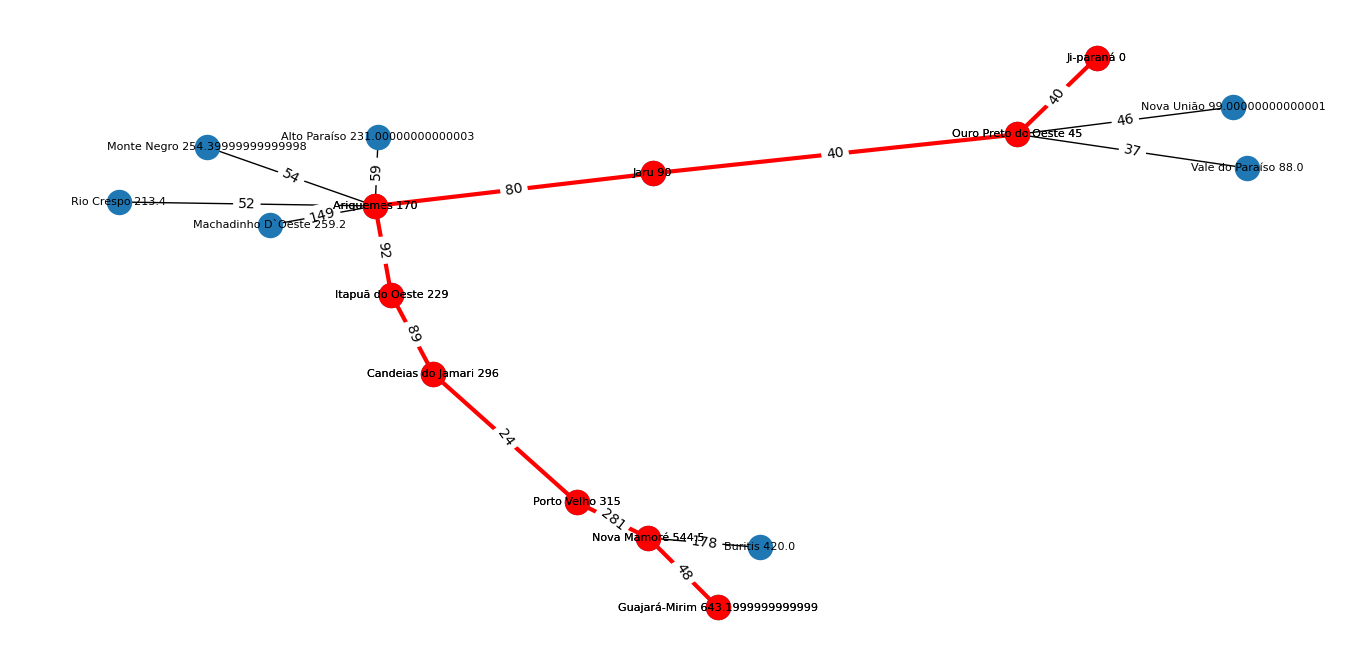 Ji-paraná 0
40
Nova União 99.00000000000001
46
Ouro Preto do Oeste 45
37
Vale do Paraíso 88.0
40
Jaru 90
80
Alto Paraíso 231.00000000000003
Monte Negro 254.39999999999998
59
54
Rio Crespo 213.4
52
Ariquemes 170
149
Machadinho D`Oeste 259.2
92
Itapuã do Oeste 229
89
Candeias do Jamari 296
24
Porto Velho 315
281
Nova Mamoré 544.5
178
Buritis 420.0
48
Guajará-Mirim 643.1999999999999